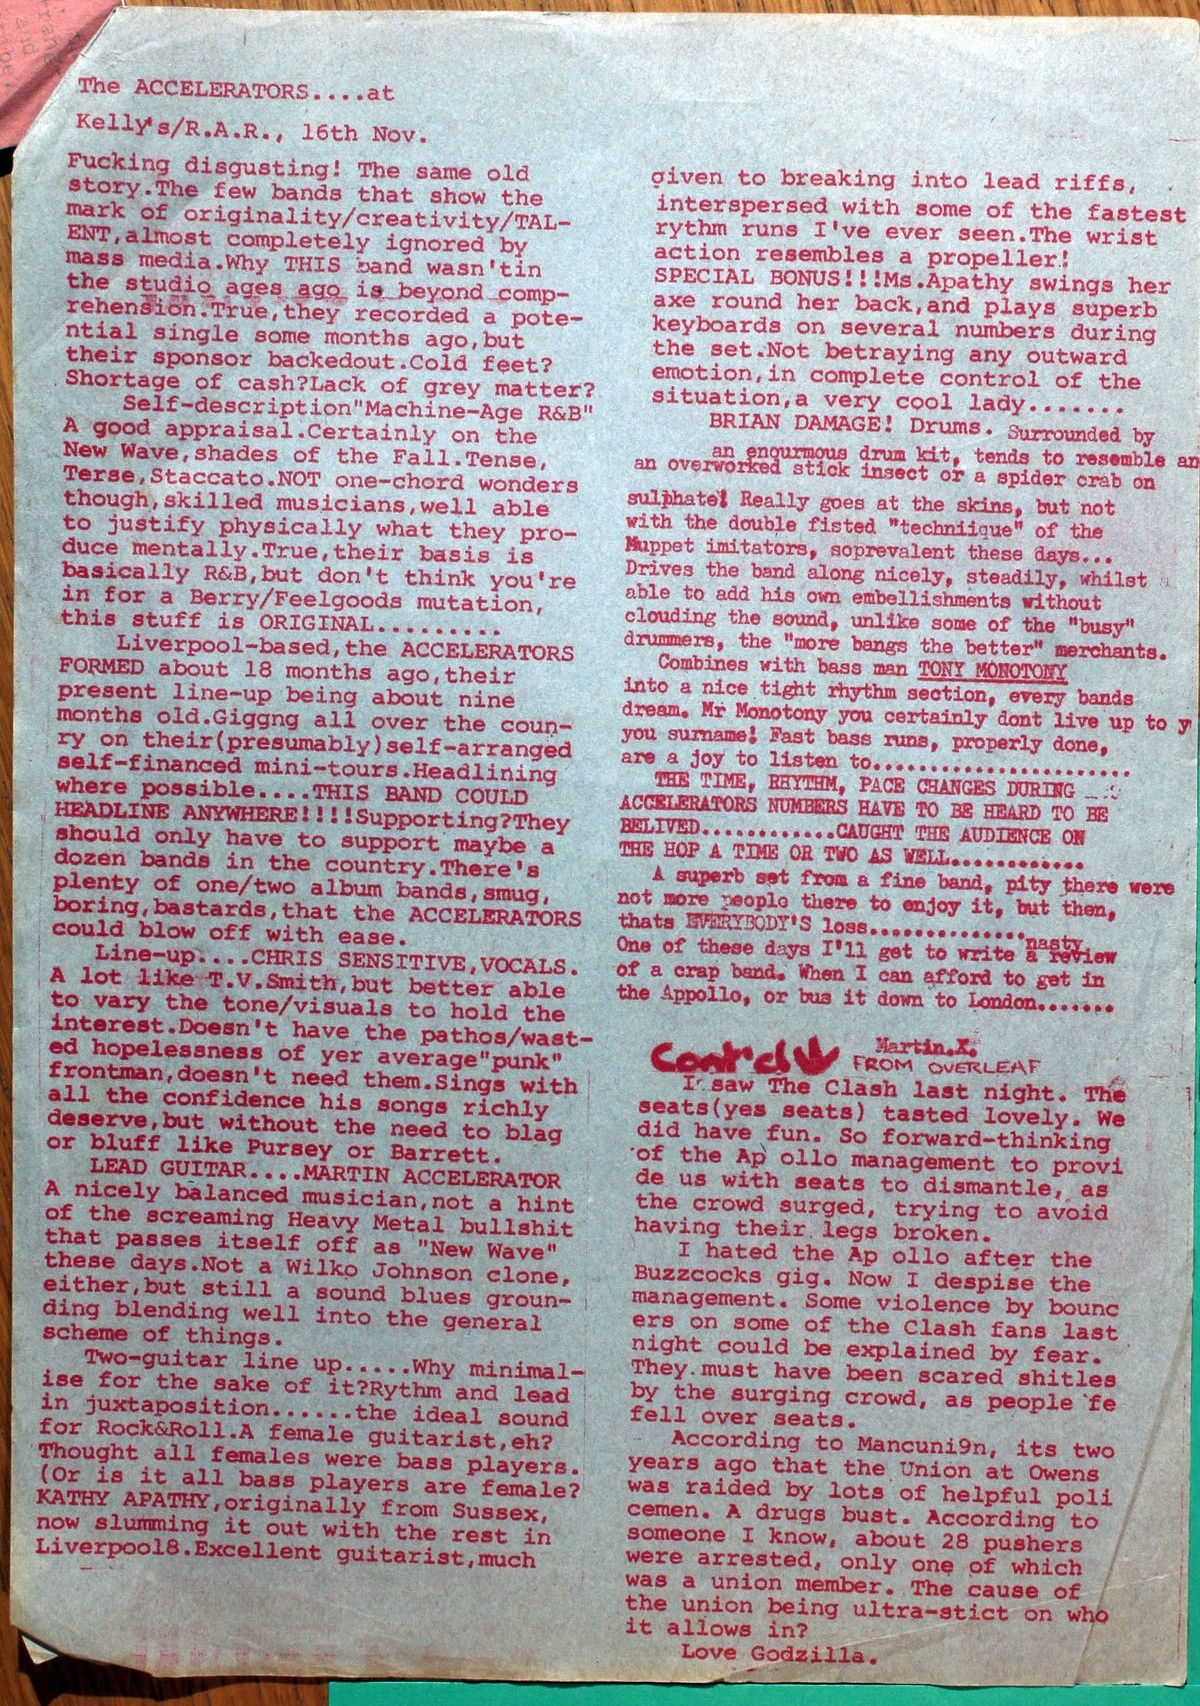 The ACCELERATORS....at
Kelly's/R.A.R., 16th Nov.
Fucking disgusting! The same old
story.The few bands that show the
mark of originality/creativity/TAL-
ENT,almost completely ignored by
mass media.Why THIS band wasn'tin
the studio ages ago is beyond comp-
rehension.True,they recorded a pote-
ntial single some months ago,but
their sponsor backedout.Cold feet?
Shortage of cash?Lack of grey matter?
Self-description"Machine-Age R&B"
A good appraisal.Certainly on the
New Wave,shades of the Fall.Tense,
Terse,Staccato.NOT one-chord wonders
though,skilled musicians,well able
to justify physically what they pro-
duce mentally.True,their basis is
basically R&B,but don't think you're
in for a Berry/Feelgoods mutation,
this stuff is ORIGINAL.........
Liverpool-based,the ACCELERATORS
FORMED about 18 months ago,their
present line-up being about nine
months old.Giggng all over the coun-
ry on their(presumably)self-arranged
self-financed mini-tours.Headlining
where possible....THIS BAND COULD
HEADLINE ANYWHERE!!!!Supporting?They
should only have to support maybe a
dozen bands in the country.There's
plenty of one/two album bands,smug,
boring,bastards,that the ACCELERATORS
could blow off with ease.
Line-up....CHRIS SENSITIVE,VOCALS.
A lot like T.V.Smith,but better able
to vary the tone/visuals to hold the
interest.Doesn't have the pathos/wast-
ed hopelessness of yer average"punk"
frontman,doesn't need them.Sings with
all the confidence his songs richly
deserve,but without the need to blag
or bluff like Pursey or Barrett.
LEAD GUITAR....MARTIN ACCELERATOR
A nicely balanced musician,not a hint
of the screaming Heavy Metal bullshit
that passes itself off as "New Wave"
these days.Not a Wilko Johnson clone,
either,but still a sound blues groun-
ding blending well into the general
scheme of things.
Two-guitar line up.....Why minimal-
ise for the sake of it?Rythm and lead
in juxtaposition......the ideal sound
for Rock&Roll.A female guitarist,eh?
Thought all females were bass players.
(Or is it all bass players are female?
KATHY APATHY,originally from Sussex,
now slumming it out with the rest in
Liverpool8.Excellent guitarist,much
given to breaking into lead riffs,
interspersed with some of the fastest
rythm runs I've ever seen.The wrist
action resembles a propeller!
SPECIAL BONUS!!!Ms.Apathy swings her
axe round her back,and plays superb
keyboards on several numbers during
the set.Not betraying any outward
emotion,in complete control of the
situation,a very cool lady.......
BRIAN DAMAGE! Drums. Surrounded by
an enourmous drum kit, tends to resemble an
an overworked stick insect or a spider crab on
sulphate! Really goes at the skins, but not
with the double fisted "techniique" of the
Muppet imitators, soprevalent these days...
Drives the band along nicely, steadily, whilst a
able to add his own embellishments without
clouding the sound, unlike some of the "busy"
drummers, the "more bangs the better" merchants.
Combines with bass man TONY MONOTONY
into a nice tight rhythm section, every bands
dream. Mr Monotony you certainly dont live up to y
you surname! Fast bass runs, properly done,
are a joy to listen to.......................
THE TIME, RHYTHM, PACE CHANGES DURING
ACCELERATORS NUMBERS HAVE TO BE HEARD TO BE
BELIVED............CAUGHT THE AUDIENCE ON
THE HOP A TIME OR TWO AS WELL............
A superb set from a fine band, pity there were
not more people there to enjoy it, but then,
thats EVERYBODY'S loss..............
One of these days I'll get to write a nasty review
of a crap band. When I can afford to get in
the Appollo, or bus it down to London.......
Martin.X.
Cont'd ↓ FROM OVERLEAF
I saw The Clash last night. The
seats(yes seats) tasted lovely. We
did have fun. So forward-thinking
of the Ap ollo management to provi
de us with seats to dismantle, as
the crowd surged, trying to avoid
having their legs broken.
I hated the Ap ollo after the
Buzzcocks gig. Now I despise the
management. Some violence by bounc
ers on some of the Clash fans last
night could be explained by fear.
They must have been scared shitles
by the surging crowd, as people fe
fell over seats.
According to Mancuni9n, its two
years ago that the Union at Owens
was raided by lots of helpful poli
cemen. A drugs bust. According to
someone I know, about 28 pushers
were arrested, only one of which
was a union member. The cause of
the union being ultra-stict on who
it allows in?
Love Godzilla.